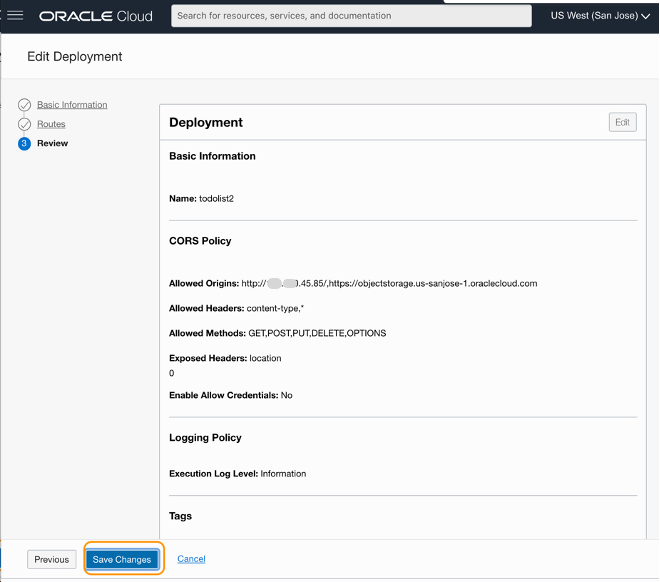 ORACLE Cloud
Search for resources, services, and documentation
US West (San Jose)
Edit Deployment
Basic Information
Routes
3 Review
Deployment
Edit
Basic Information
Name: todolist2
CORS Policy
Allowed Origins: http:// .45.85/,https://objectstorage.us-sanjose-1.oraclecloud.com
Allowed Headers: content-type,*
Allowed Methods: GET,POST,PUT,DELETE,OPTIONS
Exposed Headers: location
0
Enable Allow Credentials: No
Logging Policy
Execution Log Level: Information
Tags
Previous
Save Changes
Cancel